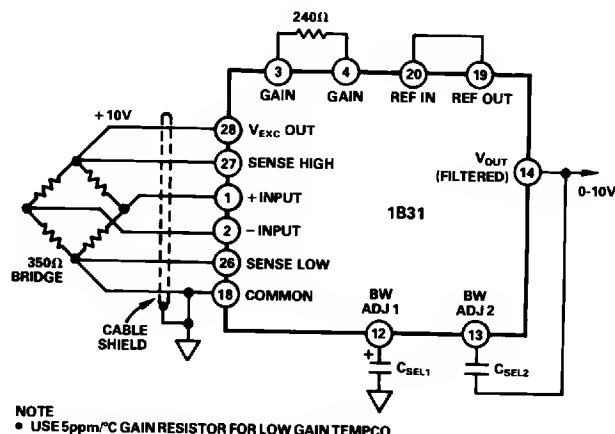 240Ω
3
4
20
19
GAIN
GAIN
REF IN
REF OUT
+10V
28
VEXC OUT
27
SENSE HIGH
VOUT
(FILTERED)
14
0-10V
1
+INPUT
1B31
2
−INPUT
350Ω
BRIDGE
26
SENSE LOW
18
COMMON
CABLE
SHIELD
BW
ADJ 1
BW
ADJ 2
12
13
+
CSEL1
CSEL2
NOTE
• USE 5ppm/°C GAIN RESISTOR FOR LOW GAIN TEMPCO